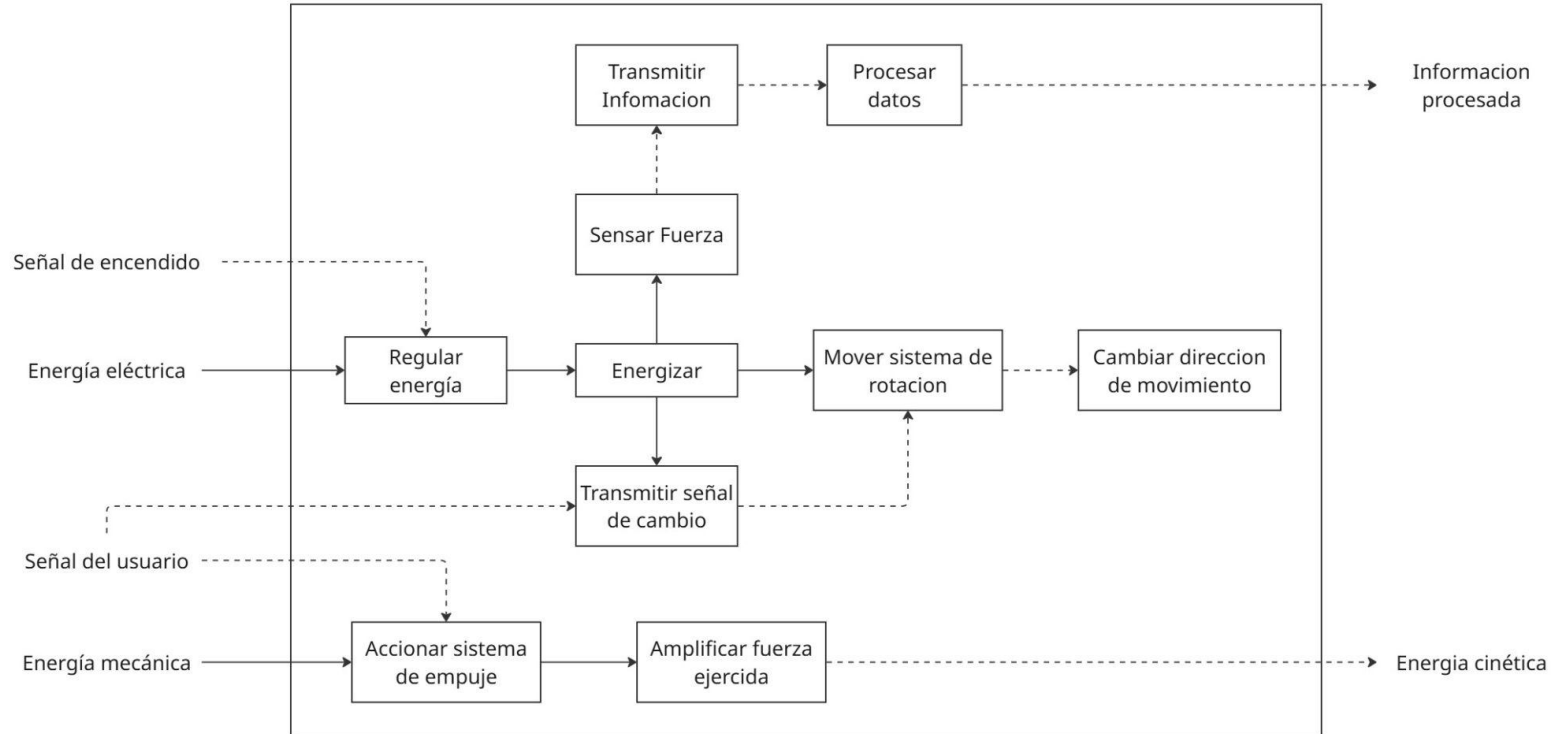 Transmitir
Infomacion
Procesar
datos
Informacion
procesada
Sensar Fuerza
Señal de encendido
Energía eléctrica
Regular
energía
Energizar
Mover sistema de
rotacion
Cambiar direccion
de movimiento
Transmitir señal
de cambio
Señal del usuario
Energía mecánica
Accionar sistema
de empuje
Amplificar fuerza
ejercida
Energia cinética